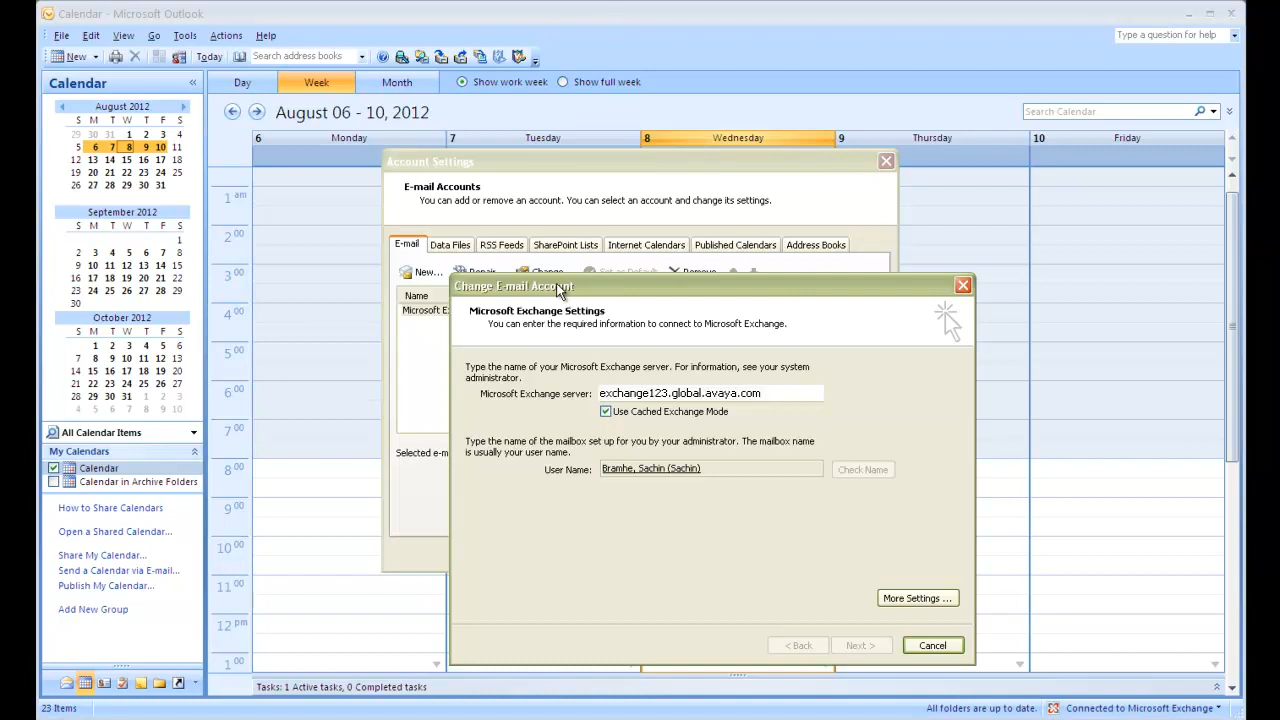 Calendar - Microsoft Outlook
File Edit View Go Tools Actions Help
Type a question for help
New Today Search address books
Calendar «
Day Week Month Show work week Show full week
August 06 - 10, 2012
Search Calendar
6 Monday 7 Tuesday 8 Wednesday 9 Thursday 10 Friday
August 2012
S M T W T F S
29 30 31 1 2 3 4
5 6 7 8 9 10 11
12 13 14 15 16 17 18
19 20 21 22 23 24 25
26 27 28 29 30 31
September 2012
S M T W T F S
1
2 3 4 5 6 7 8
9 10 11 12 13 14 15
16 17 18 19 20 21 22
23 24 25 26 27 28 29
30
October 2012
S M T W T F S
1 2 3 4 5 6
7 8 9 10 11 12 13
14 15 16 17 18 19 20
21 22 23 24 25 26 27
28 29 30 31 1 2 3
4 5 6 7 8 9 10
All Calendar Items
My Calendars
Calendar
Calendar in Archive Folders
How to Share Calendars
Open a Shared Calendar...
Share My Calendar...
Send a Calendar via E-mail...
Publish My Calendar...
Add New Group
1 am
2 00
3 00
4 00
5 00
6 00
7 00
8 00
9 00
10 00
11 00
12 pm
1 00
Account Settings
E-mail Accounts
You can add or remove an account. You can select an account and change its settings.
E-mail Data Files RSS Feeds SharePoint Lists Internet Calendars Published Calendars Address Books
New... Repair... Change... Set as Default Remove
Name
Microsoft E
Selected e-m
Change E-mail Account
Microsoft Exchange Settings
You can enter the required information to connect to Microsoft Exchange.
Type the name of your Microsoft Exchange server. For information, see your system
administrator.
Microsoft Exchange server: exchange123.global.avaya.com
Use Cached Exchange Mode
Type the name of the mailbox set up for you by your administrator. The mailbox name
is usually your user name.
User Name: Bramhe, Sachin (Sachin) Check Name
More Settings ...
< Back Next > Cancel
Tasks: 1 Active tasks, 0 Completed tasks
23 Items
All folders are up to date. Connected to Microsoft Exchange